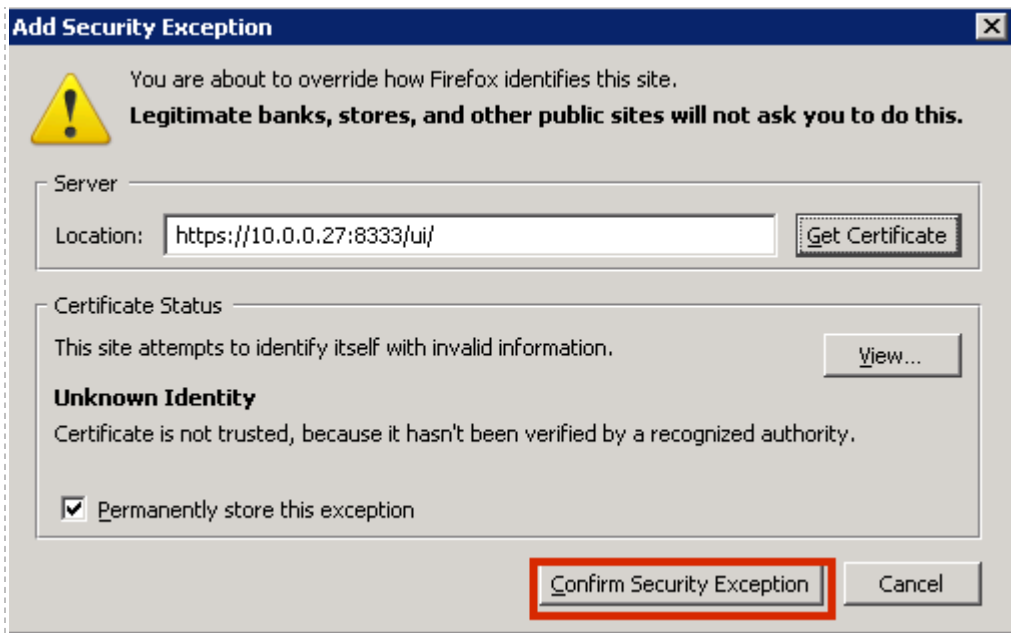 Add Security Exception
You are about to override how Firefox identifies this site.
Legitimate banks, stores, and other public sites will not ask you to do this.
Server
Location: https://10.0.0.27:8333/ui/ Get Certificate
Certificate Status
This site attempts to identify itself with invalid information.
View...
Unknown Identity
Certificate is not trusted, because it hasn't been verified by a recognized authority.
Permanently store this exception
Confirm Security Exception Cancel